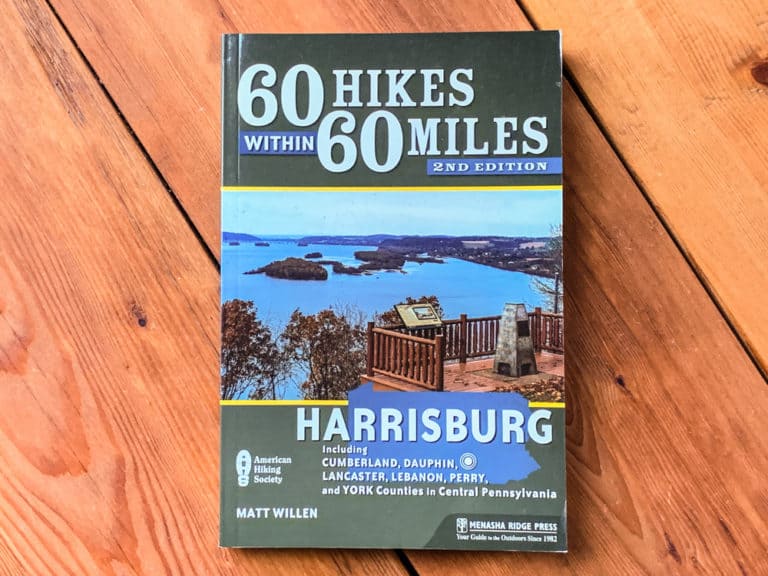 60 HIKES
WITHIN 60 MILES
2ND EDITION
HARRISBURG
Including
CUMBERLAND, DAUPHIN,
LANCASTER, LEBANON, PERRY,
and YORK Counties in Central Pennsylvania
American
Hiking
Society
MATT WILLEN
MENASHA RIDGE PRESS
Your Guide to the Outdoors Since 1982